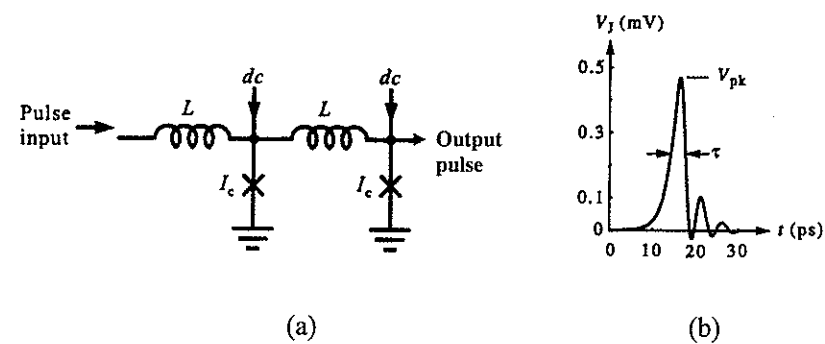 dc
dc
L
L
Pulse
input
Output
pulse
I_c
I_c
(a)
V_J (mV)
0.5
V_pk
0.3
τ
0.1
0
t (ps)
0 10 20 30
(b)